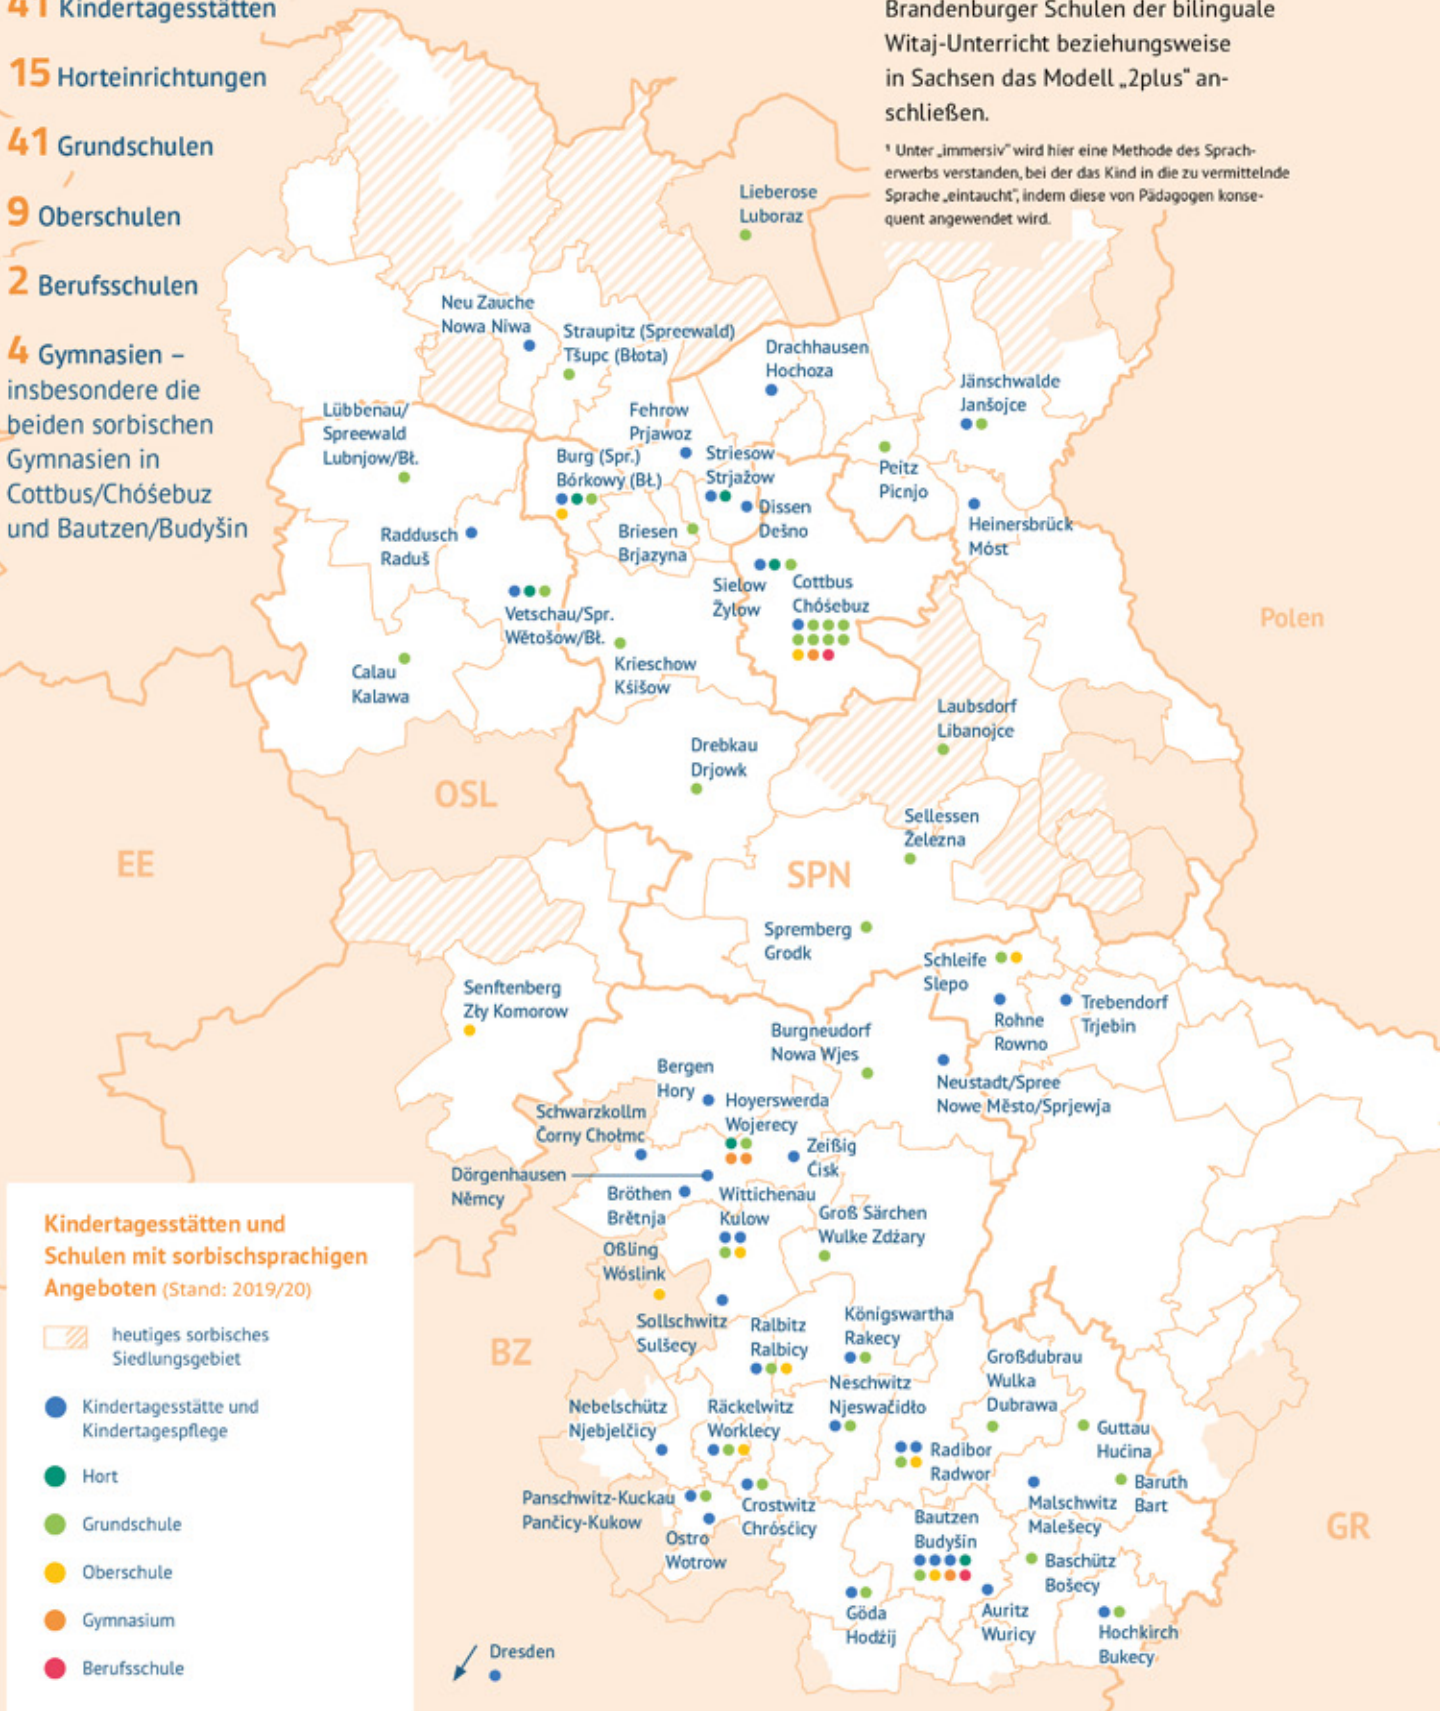 41 Kindertagesstätten
15 Horteinrichtungen
41 Grundschulen
9 Oberschulen
2 Berufsschulen
4 Gymnasien –
insbesondere die
beiden sorbischen
Gymnasien in
Cottbus/Chóśebuz
und Bautzen/Budyšin
Brandenburger Schulen der bilinguale
Witaj-Unterricht beziehungsweise
in Sachsen das Modell „2plus“ an-
schließen.
¹ Unter „immersiv“ wird hier eine Methode des Sprach-
erwerbs verstanden, bei der das Kind in die zu vermittelnde
Sprache „eintaucht“, indem diese von Pädagogen konse-
quent angewendet wird.
Lieberose
Luboraz
Neu Zauche
Nowa Niwa
Straupitz (Spreewald)
Tšupc (Błota)
Drachhausen
Hochoza
Jänschwalde
Janšojce
Lübbenau/
Spreewald
Lubnjow/Bł.
Fehrow
Prjawoz
Burg (Spr.)
Bórkowy (Bł.)
Striesow
Strjažow
Peitz
Picnjo
Dissen
Dešno
Heinersbrück
Móst
Raddusch
Raduš
Briesen
Brjazyna
Sielow
Žylow
Cottbus
Chóśebuz
Vetschau/Spr.
Wětošow/Bł.
Polen
Krieschow
Kśišow
Calau
Kalawa
Laubsdorf
Libanojce
Drebkau
Drjowk
OSL
Sellessen
Železna
EE
SPN
Spremberg
Grodk
Schleife
Slepo
Senftenberg
Zły Komorow
Rohne
Rowno
Trebendorf
Trjebin
Burgneudorf
Nowa Wjes
Bergen
Hory
Neustadt/Spree
Nowe Město/Sprjewja
Schwarzkollm
Čorny Chołmc
Hoyerswerda
Wojerecy
Zeißig
Ćisk
Dörgenhausen
Němcy
Bröthen
Brětnja
Wittichenau
Kulow
Groß Särchen
Wulke Zdźary
Oßling
Wóslink
Sollschwitz
Sulšecy
Ralbitz
Ralbicy
Königswartha
Rakecy
BZ
Großdubrau
Wulka
Dubrawa
Neschwitz
Njeswačidło
Nebelschütz
Njebjelčicy
Räckelwitz
Worklecy
Guttau
Hućina
Radibor
Radwor
Baruth
Bart
Panschwitz-Kuckau
Pančicy-Kukow
Crostwitz
Chrósćicy
Malschwitz
Malešecy
Bautzen
Budyšin
GR
Ostro
Wotrow
Baschütz
Bošecy
Göda
Hodźij
Auritz
Wuricy
Hochkirch
Bukecy
Dresden
Kindertagesstätten und
Schulen mit sorbischsprachigen
Angeboten (Stand: 2019/20)
heutiges sorbisches
Siedlungsgebiet
Kindertagesstätte und
Kindertagespflege
Hort
Grundschule
Oberschule
Gymnasium
Berufsschule